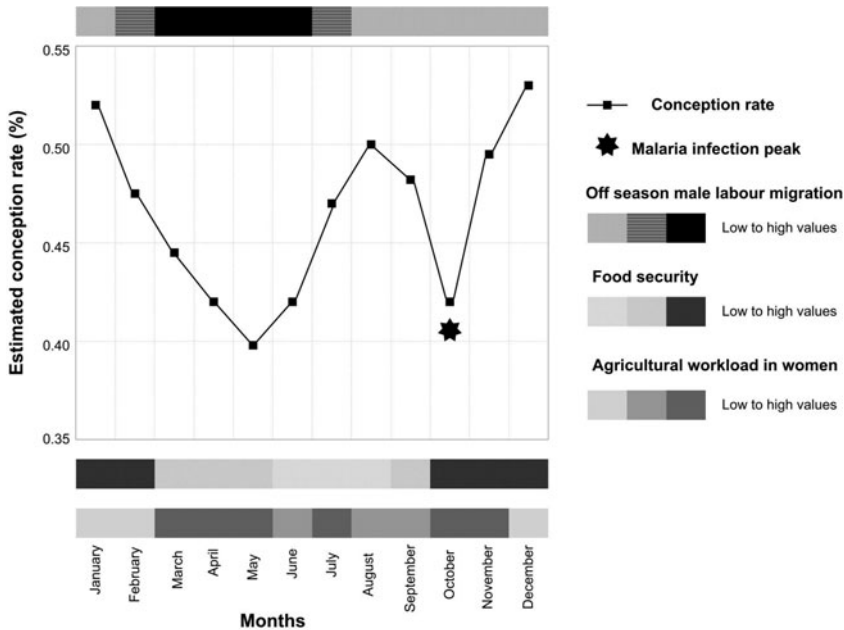 0.55
0.50
0.45
0.40
0.35
Estimated conception rate (%)
Conception rate
Malaria infection peak
Off season male labour migration
Low to high values
Food security
Low to high values
Agricultural workload in women
Low to high values
January
February
March
April
May
June
July
August
September
October
November
December
Months